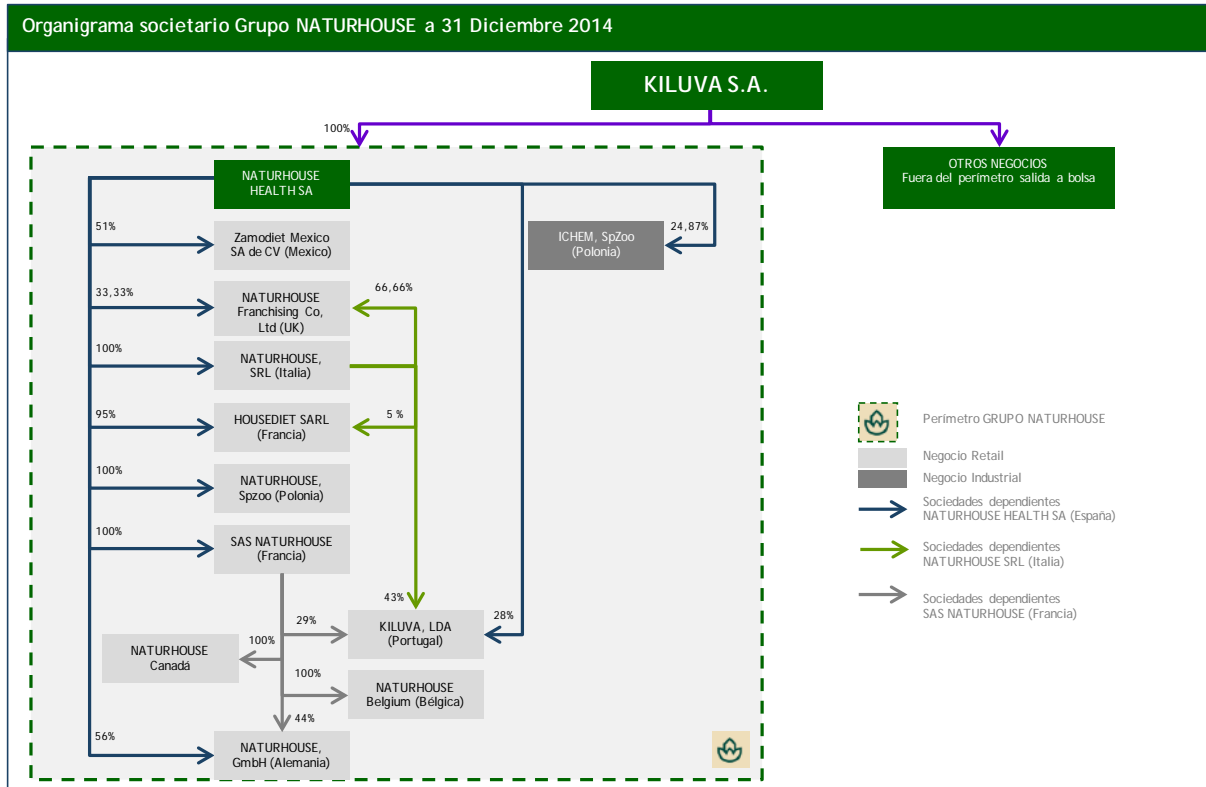 Organigrama societario Grupo NATURHOUSE a 31 Diciembre 2014
KILUVA S.A.
100%
NATURHOUSE
HEALTH SA
OTROS NEGOCIOS
Fuera del perímetro salida a bolsa
51%
Zamodiet Mexico
SA de CV (Mexico)
ICHEM, SpZoo
(Polonia)
24,87%
33,33%
NATURHOUSE
Franchising Co,
Ltd (UK)
66,66%
100%
NATURHOUSE,
SRL (Italia)
95%
HOUSEDIET SARL
(Francia)
5 %
100%
NATURHOUSE,
Spzoo (Polonia)
100%
SAS NATURHOUSE
(Francia)
43%
29%
KILUVA, LDA
(Portugal)
28%
NATURHOUSE
Canadá
100%
100%
NATURHOUSE
Belgium (Bélgica)
44%
56%
NATURHOUSE,
GmbH (Alemania)
Perímetro GRUPO NATURHOUSE
Negocio Retail
Negocio Industrial
Sociedades dependientes
NATURHOUSE HEALTH SA (España)
Sociedades dependientes
NATURHOUSE SRL (Italia)
Sociedades dependientes
SAS NATURHOUSE (Francia)